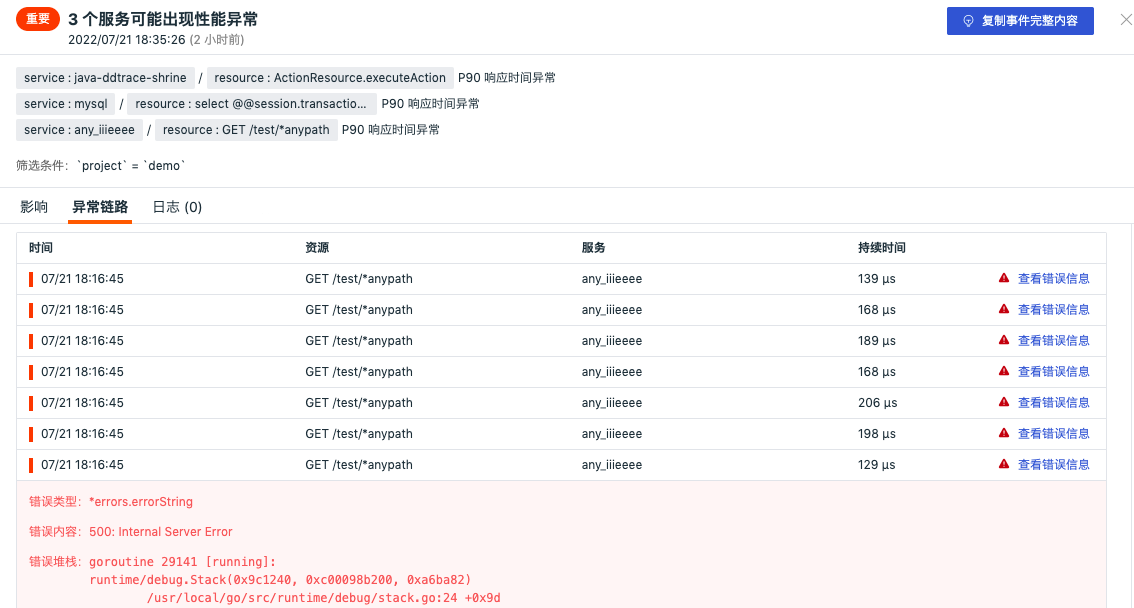 重要 3 个服务可能出现性能异常
复制事件完整内容
2022/07/21 18:35:26 (2 小时前)
service : java-ddtrace-shrine / resource : ActionResource.executeAction P90 响应时间异常
service : mysql / resource : select @@session.transactio... P90 响应时间异常
service : any_iiieeee / resource : GET /test/*anypath P90 响应时间异常
筛选条件: `project` = `demo`
影响 异常链路 日志 (0)
时间 资源 服务 持续时间
07/21 18:16:45 GET /test/*anypath any_iiieeee 139 μs 查看错误信息
07/21 18:16:45 GET /test/*anypath any_iiieeee 168 μs 查看错误信息
07/21 18:16:45 GET /test/*anypath any_iiieeee 189 μs 查看错误信息
07/21 18:16:45 GET /test/*anypath any_iiieeee 168 μs 查看错误信息
07/21 18:16:45 GET /test/*anypath any_iiieeee 206 μs 查看错误信息
07/21 18:16:45 GET /test/*anypath any_iiieeee 198 μs 查看错误信息
07/21 18:16:45 GET /test/*anypath any_iiieeee 129 μs 查看错误信息
错误类型: *errors.errorString
错误内容: 500: Internal Server Error
错误堆栈: goroutine 29141 [running]:
runtime/debug.Stack(0x9c1240, 0xc00098b200, 0xa6ba82)
/usr/local/go/src/runtime/debug/stack.go:24 +0x9d